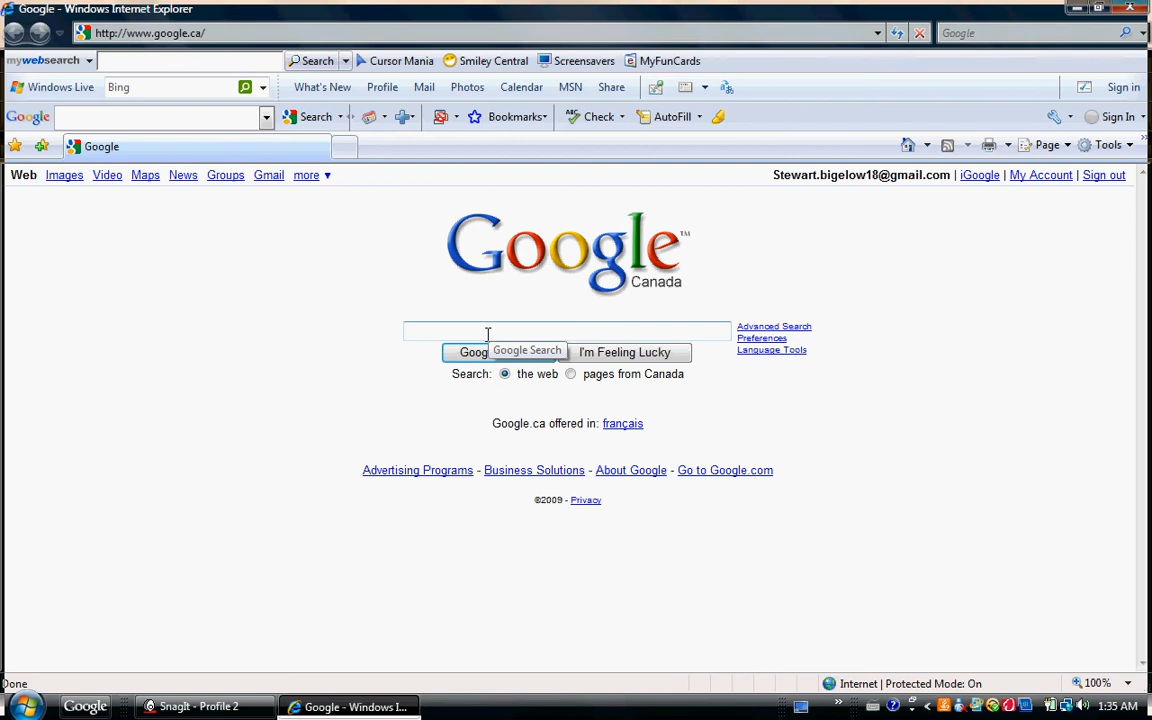 Google - Windows Internet Explorer
http://www.google.ca/
Google
mywebsearch Search Cursor Mania Smiley Central Screensavers MyFunCards
Windows Live Bing What's New Profile Mail Photos Calendar MSN Share Sign in
Google Search Bookmarks Check AutoFill Sign In
Google Page Tools
Web Images Video Maps News Groups Gmail more Stewart.bigelow18@gmail.com | iGoogle | My Account | Sign out
Google™
Canada
Advanced Search
Preferences
Language Tools
Goog Google Search I'm Feeling Lucky
Search: the web pages from Canada
Google.ca offered in: français
Advertising Programs - Business Solutions - About Google - Go to Google.com
©2009 - Privacy
Done Internet | Protected Mode: On 100%
Google SnagIt - Profile 2 Google - Windows I... 1:35 AM